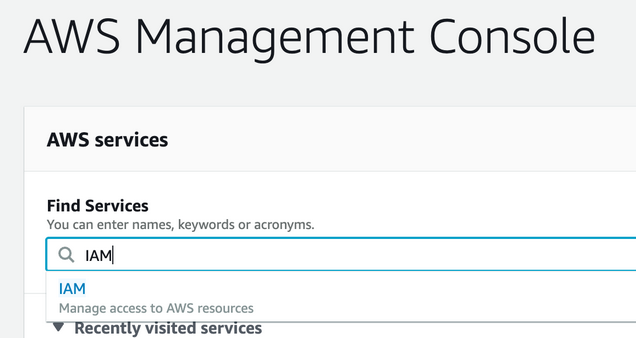 AWS Management Console
AWS services
Find Services
You can enter names, keywords or acronyms.
IAM
IAM
Manage access to AWS resources
Recently visited services